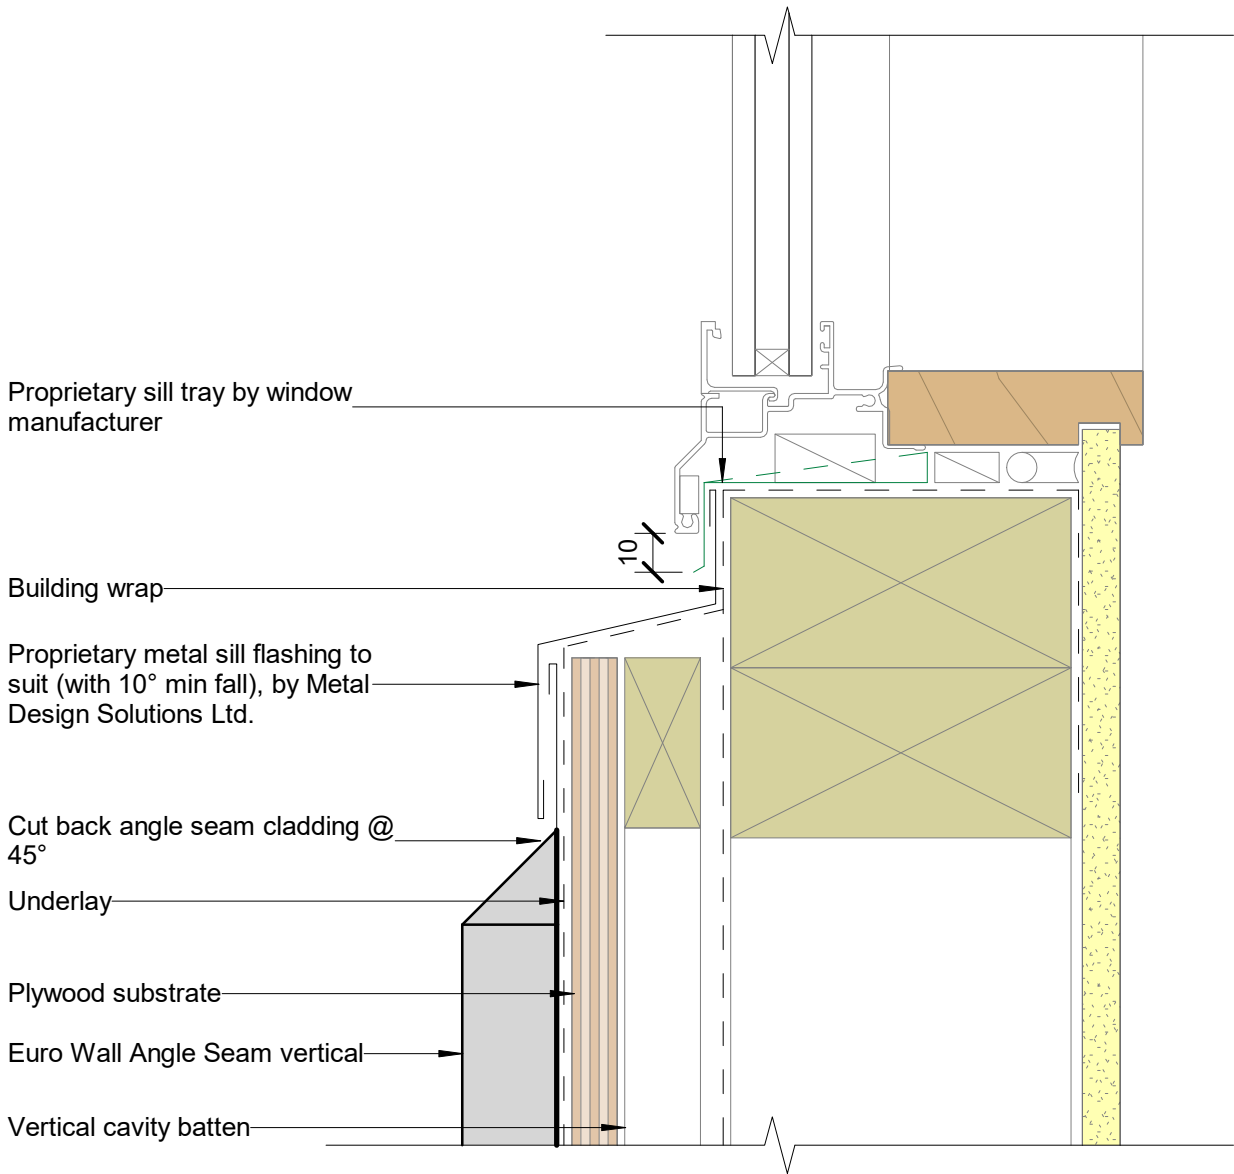 Proprietary sill tray by window
manufacturer
10
Building wrap
Proprietary metal sill flashing to
suit (with 10° min fall), by Metal
Design Solutions Ltd.
Cut back angle seam cladding @
45°
Underlay
Plywood substrate
Euro Wall Angle Seam vertical
Vertical cavity batten